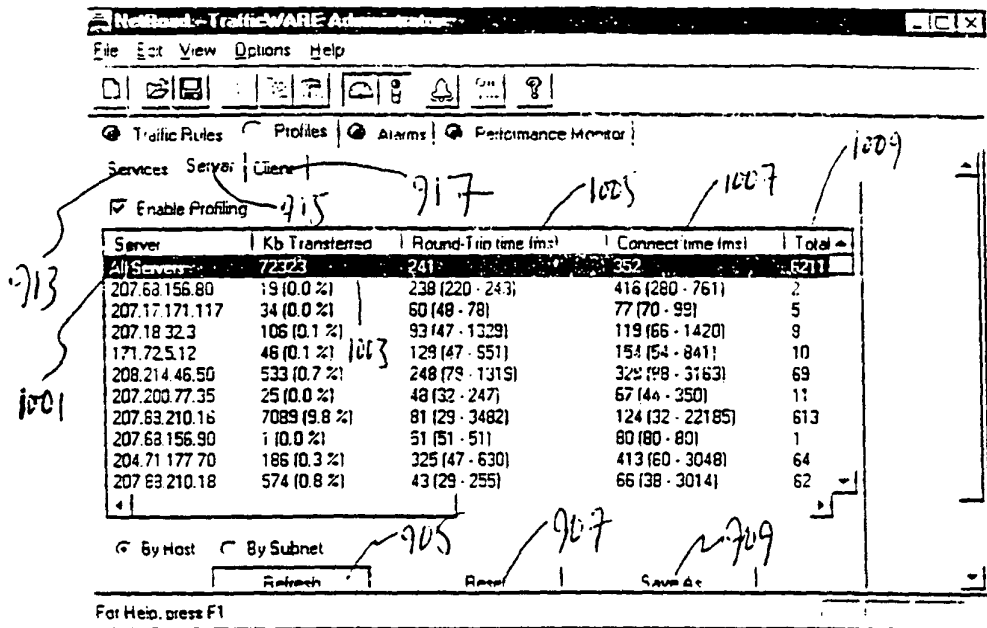 NetRoad - TrafficWARE Administrator
File Edit View Options Help
Traffic Rules Profiles Alarms Performance Monitor
1009
Services Server Client
913 915 917 1005 1007
Enable Profiling
Server Kb Transferred Round-Trip time (ms) Connect time (ms) Total
All Servers 72323 241 352 6211
207.68.156.80 19 (0.0 %) 238 (220 - 243) 416 (280 - 761) 2
207.17.171.117 34 (0.0 %) 60 (48 - 78) 77 (70 - 99) 5
207.18.32.3 106 (0.1 %) 93 (47 - 1329) 119 (66 - 1420) 9
171.72.5.12 46 (0.1 %) 129 (47 - 551) 154 (54 - 841) 10
1003
208.214.46.50 533 (0.7 %) 248 (79 - 1319) 329 (98 - 3163) 69
1001
207.200.77.35 25 (0.0 %) 48 (32 - 247) 67 (44 - 350) 11
207.68.210.16 7089 (9.8 %) 81 (29 - 3482) 124 (32 - 22185) 613
207.68.156.90 1 (0.0 %) 51 (51 - 51) 80 (80 - 80) 1
204.71.177.70 186 (0.3 %) 325 (47 - 630) 413 (60 - 3048) 64
207.68.210.18 574 (0.8 %) 43 (29 - 255) 66 (38 - 3014) 62
By Host By Subnet
905 907 909
Refresh Reset Save As
For Help, press F1